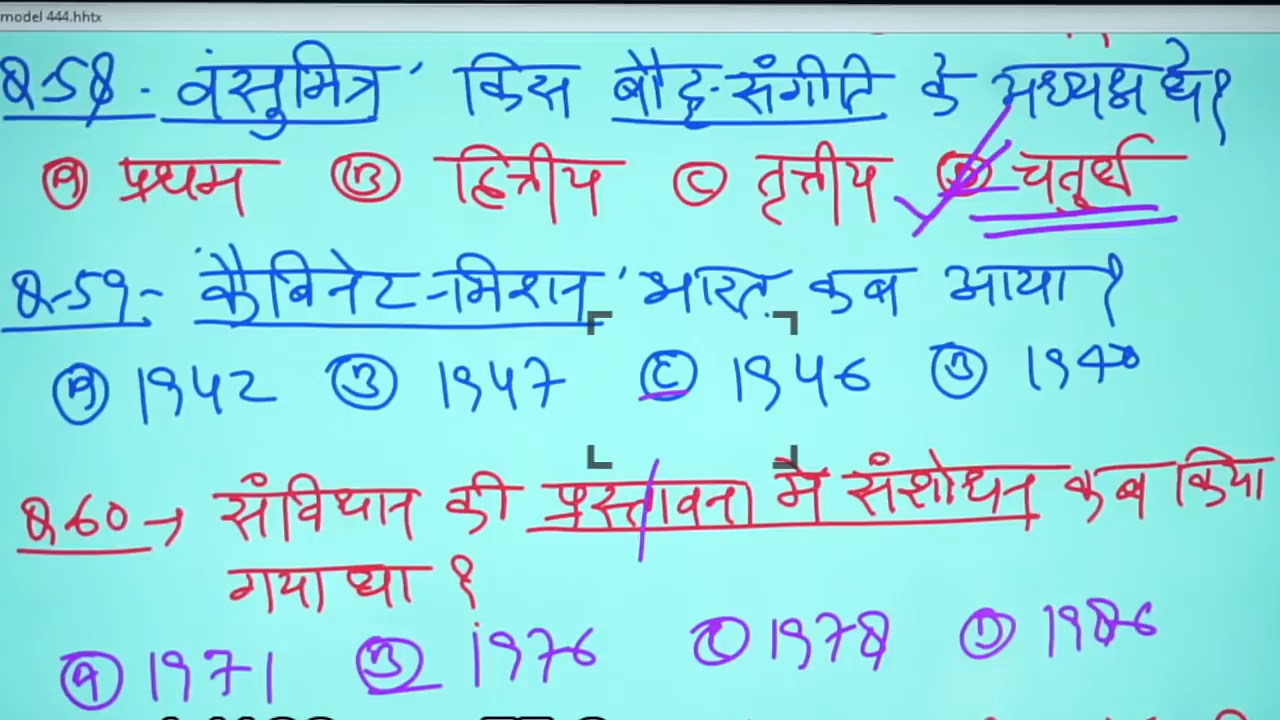 model 444.hhtx
Q.58. वसुमित्र' किस बौद्ध-संगीति के अध्यक्ष थे?
Ⓐ प्रथम Ⓑ द्वितीय Ⓒ तृतीय Ⓓ चतुर्थ
Q-59- 'कैबिनेट-मिशन' भारत कब आया?
Ⓐ 1942 Ⓑ 1947 Ⓒ 1946 Ⓓ 1940
Q.60→ संविधान की प्रस्तावना में संशोधन कब किया
गया था?
Ⓐ 1971 Ⓑ 1976 Ⓒ 1978 Ⓓ 1986